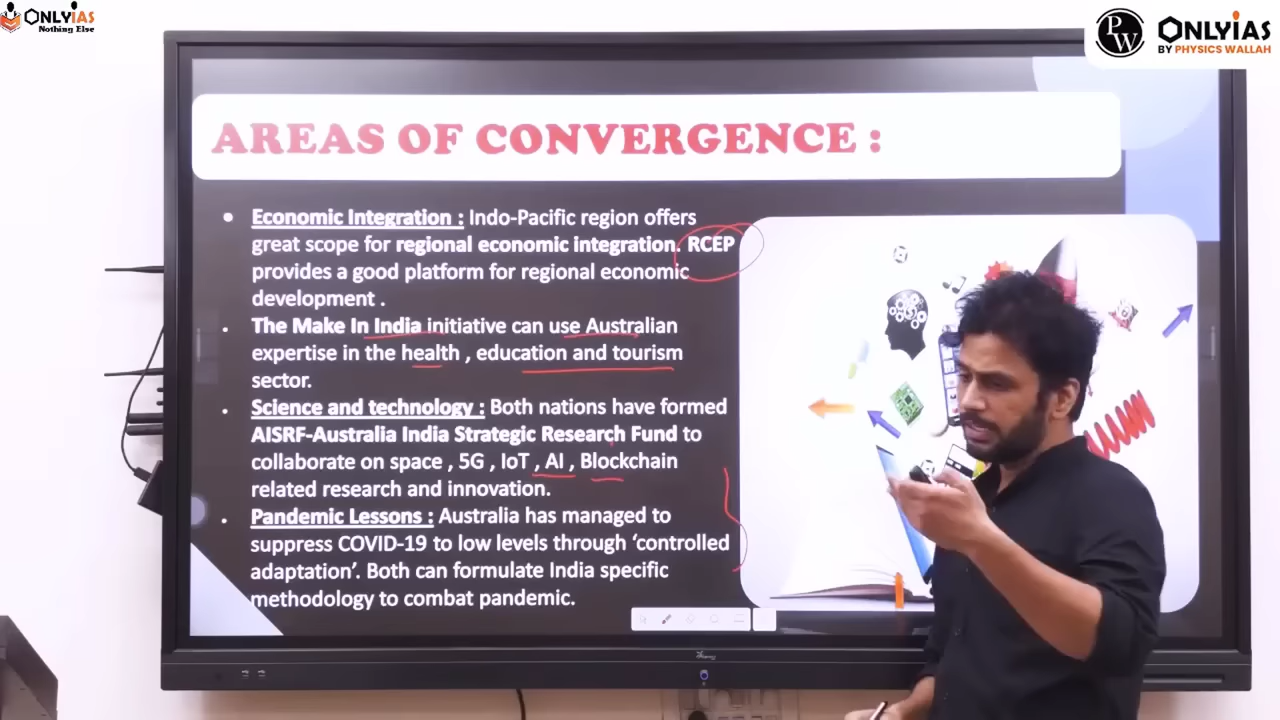 ONLYIAS
Nothing Else
PW
ONLYIAS
BY PHYSICS WALLAH
AREAS OF CONVERGENCE :
• Economic Integration : Indo-Pacific region offers
great scope for regional economic integration. RCEP
provides a good platform for regional economic
development .
• The Make In India initiative can use Australian
expertise in the health , education and tourism
sector.
• Science and technology : Both nations have formed
AISRF-Australia India Strategic Research Fund to
collaborate on space , 5G , IoT , AI , Blockchain
related research and innovation.
• Pandemic Lessons : Australia has managed to
suppress COVID-19 to low levels through ‘controlled
adaptation’. Both can formulate India specific
methodology to combat pandemic.